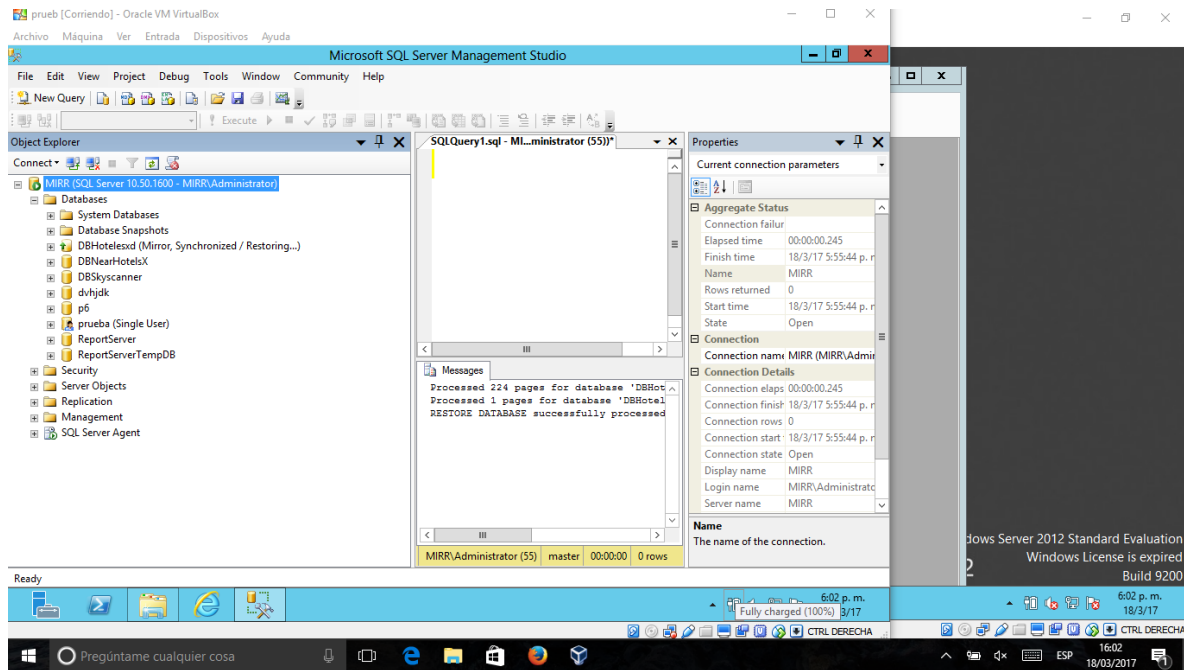 prueb [Corriendo] - Oracle VM VirtualBox
Archivo Máquina Ver Entrada Dispositivos Ayuda
Microsoft SQL Server Management Studio
File Edit View Project Debug Tools Window Community Help
New Query
Execute
Object Explorer
Connect
MIRR (SQL Server 10.50.1600 - MIRR\Administrator)
Databases
System Databases
Database Snapshots
DBHotelesxd (Mirror, Synchronized / Restoring...)
DBNearHotelsX
DBSkyscanner
dvhjdk
p6
prueba (Single User)
ReportServer
ReportServerTempDB
Security
Server Objects
Replication
Management
SQL Server Agent
SQLQuery1.sql - MI...ministrator (55))*
Messages
Processed 224 pages for database 'DBHot
Processed 1 pages for database 'DBHotel
RESTORE DATABASE successfully processed
MIRR\Administrator (55) master 00:00:00 0 rows
Properties
Current connection parameters
Aggregate Status
Connection failur
Elapsed time 00:00:00.245
Finish time 18/3/17 5:55:44 p. m
Name MIRR
Rows returned 0
Start time 18/3/17 5:55:44 p. m
State Open
Connection
Connection name MIRR (MIRR\Admin
Connection Details
Connection elaps 00:00:00.245
Connection finish 18/3/17 5:55:44 p. m
Connection rows 0
Connection start 18/3/17 5:55:44 p. m
Connection state Open
Display name MIRR
Login name MIRR\Administrato
Server name MIRR
Name
The name of the connection.
Ready
6:02 p. m.
Fully charged (100%) 3/17
CTRL DERECHA
dows Server 2012 Standard Evaluation
Windows License is expired
2 Build 9200
6:02 p. m.
18/3/17
CTRL DERECHA
Pregúntame cualquier cosa
ESP
16:02
18/03/2017
1